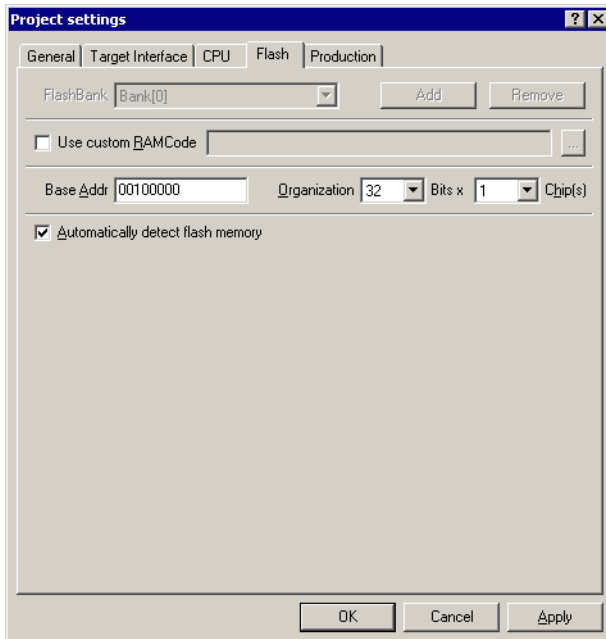 Project settings
General Target Interface CPU Flash Production
FlashBank Bank[0] Add Remove
Use custom RAMCode ...
Base Addr 00100000 Organization 32 Bits x 1 Chip(s)
Automatically detect flash memory
OK Cancel Apply